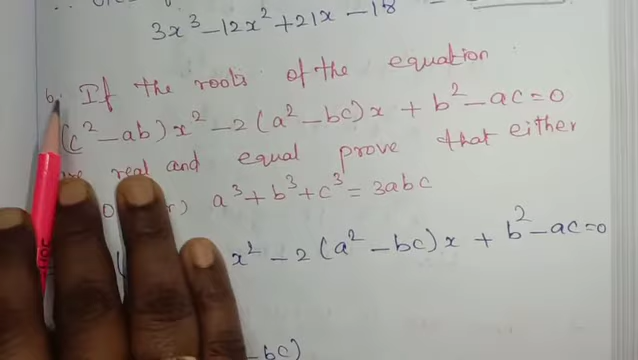 3x³ - 12x² + 21x - 18
6. If the roots of the equation
(c² - ab) x² - 2 (a² - bc) x + b² - ac = 0
real and equal prove that either
a³ + b³ + c³ = 3abc
x² - 2 (a² - bc) x + b² - ac = 0
- bc)